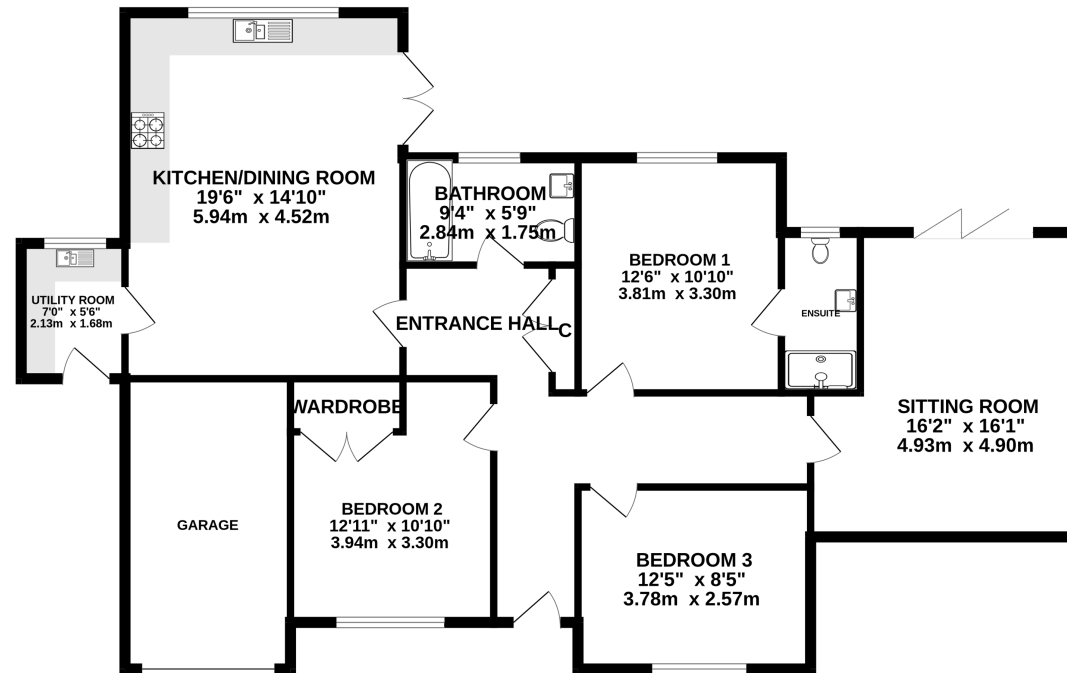 KITCHEN/DINING ROOM
19'6" x 14'10"
5.94m x 4.52m
BATHROOM
9'4" x 5'9"
2.84m x 1.75m
BEDROOM 1
12'6" x 10'10"
3.81m x 3.30m
UTILITY ROOM
7'0" x 5'6"
2.13m x 1.68m
ENTRANCE HALL
C
ENSUITE
WARDROBE
SITTING ROOM
16'2" x 16'1"
4.93m x 4.90m
GARAGE
BEDROOM 2
12'11" x 10'10"
3.94m x 3.30m
BEDROOM 3
12'5" x 8'5"
3.78m x 2.57m